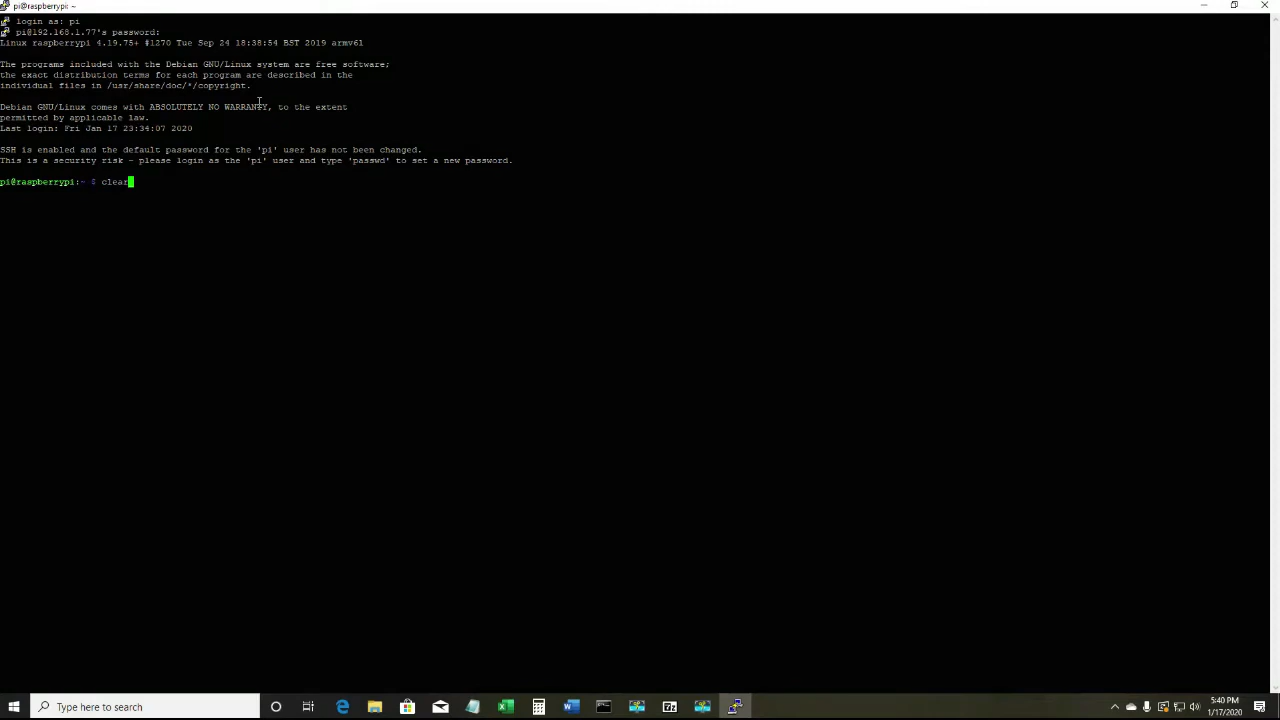 pi@raspberrypi: ~
login as: pi
pi@192.168.1.77's password:
Linux raspberrypi 4.19.75+ #1270 Tue Sep 24 18:38:54 BST 2019 armv6l
The programs included with the Debian GNU/Linux system are free software;
the exact distribution terms for each program are described in the
individual files in /usr/share/doc/*/copyright.
Debian GNU/Linux comes with ABSOLUTELY NO WARRANTY, to the extent
permitted by applicable law.
Last login: Fri Jan 17 23:34:07 2020
SSH is enabled and the default password for the 'pi' user has not been changed.
This is a security risk - please login as the 'pi' user and type 'passwd' to set a new password.
pi@raspberrypi:~ $ clear
Type here to search
5:40 PM
1/17/2020